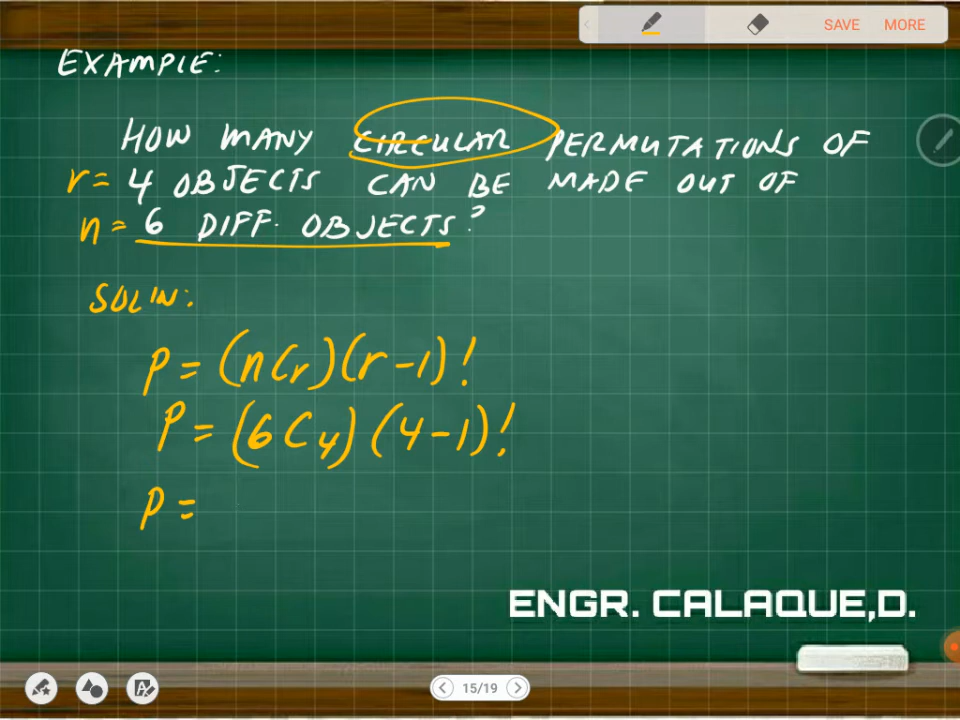 SAVE MORE
EXAMPLE:
HOW MANY CIRCULAR PERMUTATIONS OF
r = 4 OBJECTS CAN BE MADE OUT OF
n = 6 DIFF. OBJECTS?
SOL'N:
P = (nCr)(r-1)!
P = (6C4)(4-1)!
P =
ENGR. CALAQUE,D.
15/19